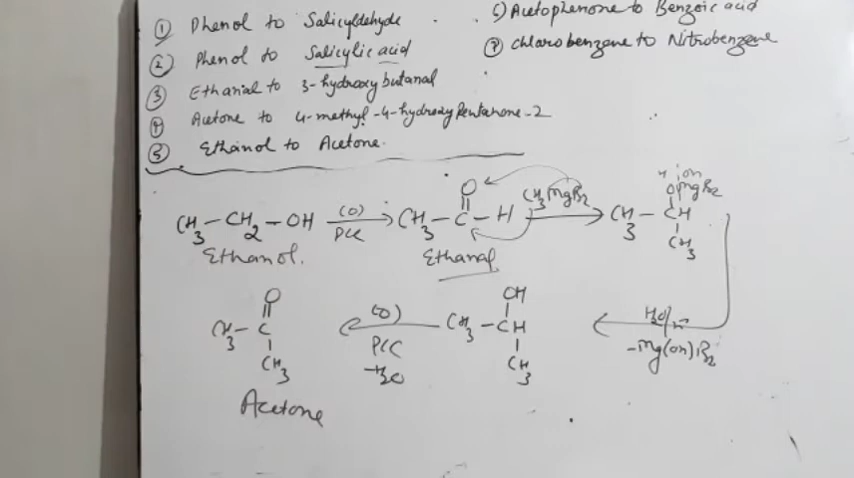 ① Phenol to Salicyldehyde
② Phenol to Salicylic acid
③ Ethanal to 3-hydroxybutanal
④ Acetone to 4-methyl-4-hydroxy Pentanone-2
⑤ Ethanol to Acetone.
Acetophenone to Benzoic acid
⑦ chlorobenzene to Nitrobenzene
CH3-CH2-OH (O) PCC CH3-C-H CH3MgBr CH3-CH
O
OMgBr
CH3
Ethanol. Ethanal
H2O/H+
-Mg(OH)Br
OH
CH3-CH
CH3
(O)
PCC
-H2O
O
CH3-C
CH3
Acetone